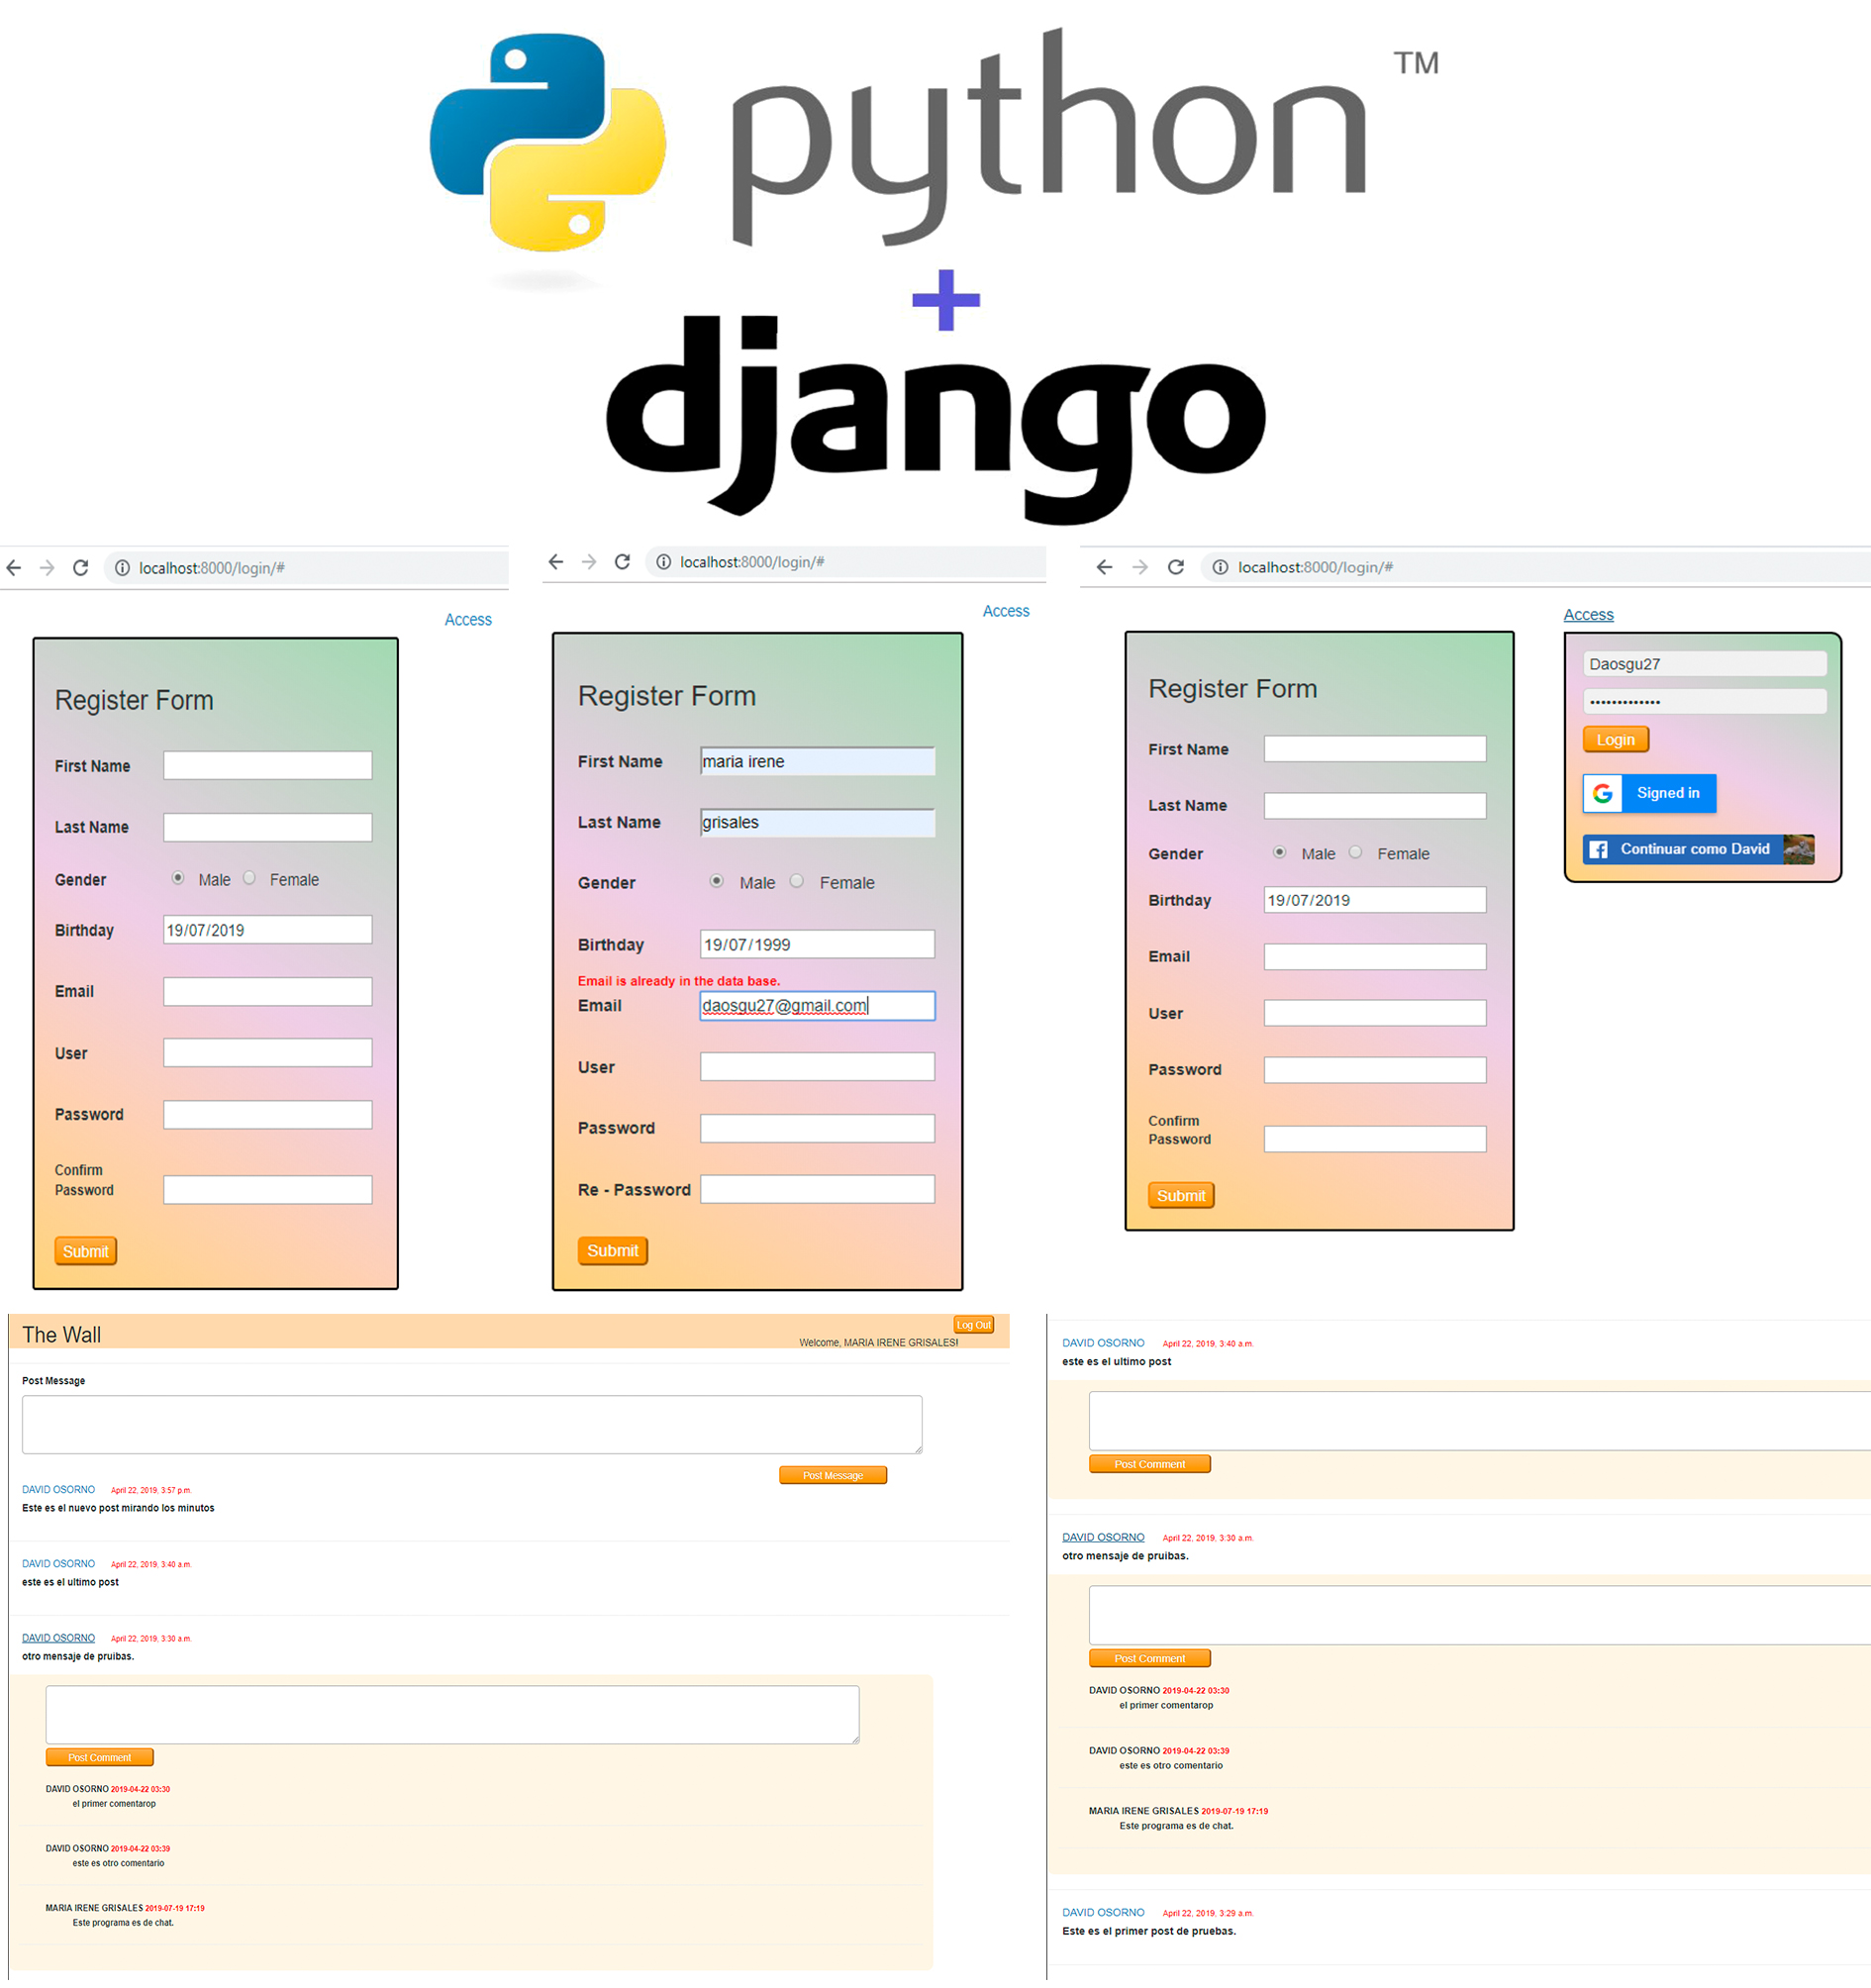 python TM
+
django
localhost:8000/login/#
Access
Register Form
First Name
Last Name
Gender Male Female
Birthday 19/07/2019
Email
User
Password
Confirm
Password
Submit
localhost:8000/login/#
Access
Register Form
First Name maria irene
Last Name grisales
Gender Male Female
Birthday 19/07/1999
Email is already in the data base.
Email daosgu27@gmail.com
User
Password
Re - Password
Submit
localhost:8000/login/#
Register Form
First Name
Last Name
Gender Male Female
Birthday 19/07/2019
Email
User
Password
Confirm
Password
Submit
Access
Daosgu27
•••••••••••••
Login
G Signed in
f Continuar como David
The Wall
Log Out
Welcome, MARIA IRENE GRISALES!
Post Message
Post Message
DAVID OSORNO April 22, 2019, 3:57 p.m.
Este es el nuevo post mirando los minutos
DAVID OSORNO April 22, 2019, 3:40 a.m.
este es el ultimo post
DAVID OSORNO April 22, 2019, 3:30 a.m.
otro mensaje de pruibas.
Post Comment
DAVID OSORNO 2019-04-22 03:30
el primer comentarop
DAVID OSORNO 2019-04-22 03:39
este es otro comentario
MARIA IRENE GRISALES 2019-07-19 17:19
Este programa es de chat.
DAVID OSORNO April 22, 2019, 3:40 a.m.
este es el ultimo post
Post Comment
DAVID OSORNO April 22, 2019, 3:30 a.m.
otro mensaje de pruibas.
Post Comment
DAVID OSORNO 2019-04-22 03:30
el primer comentarop
DAVID OSORNO 2019-04-22 03:39
este es otro comentario
MARIA IRENE GRISALES 2019-07-19 17:19
Este programa es de chat.
DAVID OSORNO April 22, 2019, 3:29 a.m.
Este es el primer post de pruebas.